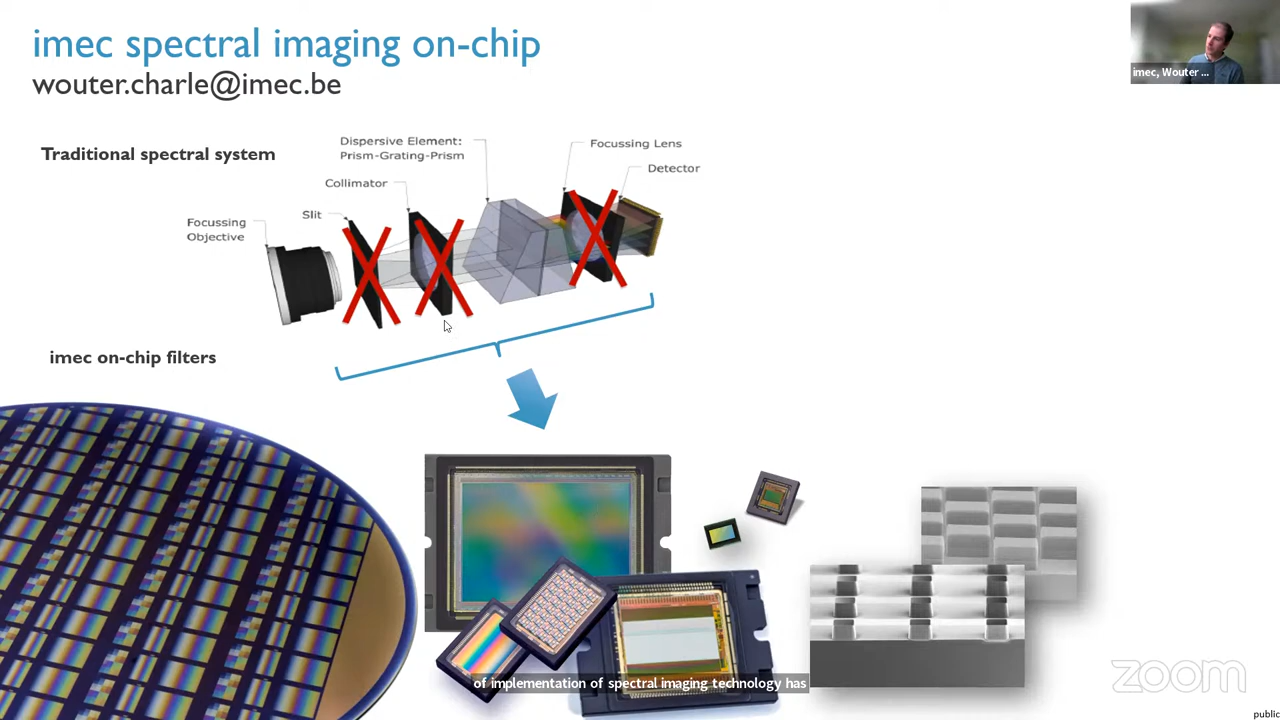 imec spectral imaging on-chip
wouter.charle@imec.be
imec, Wouter ...
Traditional spectral system
Dispersive Element:
Prism-Grating-Prism
Focussing Lens
Detector
Collimator
Slit
Focussing
Objective
imec on-chip filters
of implementation of spectral imaging technology has
zoom
public